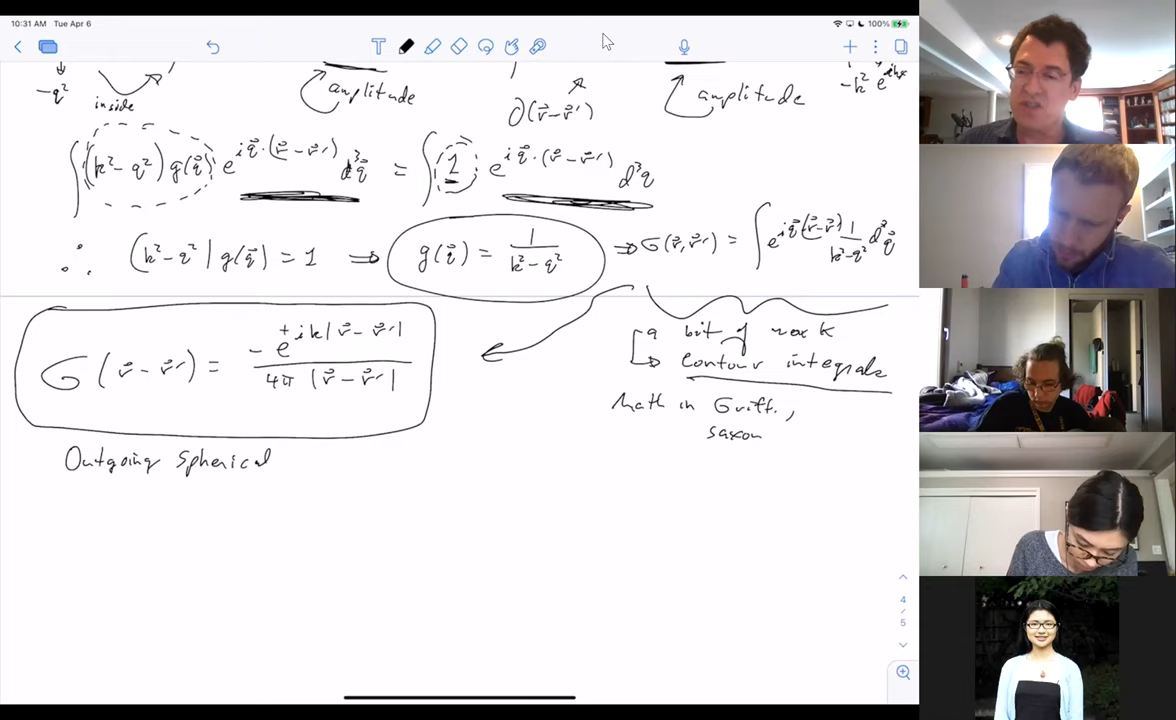 10:31 AM Tue Apr 6
100%
-q² inside amplitude ∂(r⃗-r⃗') amplitude -k² e^{ikx}
∫(k²-q²) g(q⃗) e^{iq⃗·(r⃗-r⃗')} d³q⃗ = ∫ 1 e^{iq⃗·(r⃗-r⃗')} d³q
∴ (k²-q²) g(q⃗) = 1 ⇒ g(q⃗) = 1/(k²-q²) ⇒ G(r⃗,r⃗') = ∫ e^{iq⃗(r⃗-r⃗')} 1/(k²-q²) d³q⃗
G(r⃗-r⃗') = -e^{+ik|r⃗-r⃗'|} / 4π|r⃗-r⃗'|
a bit of work
contour integrals
Math in Griff.,
Saxon
Outgoing Spherical
4
/
5